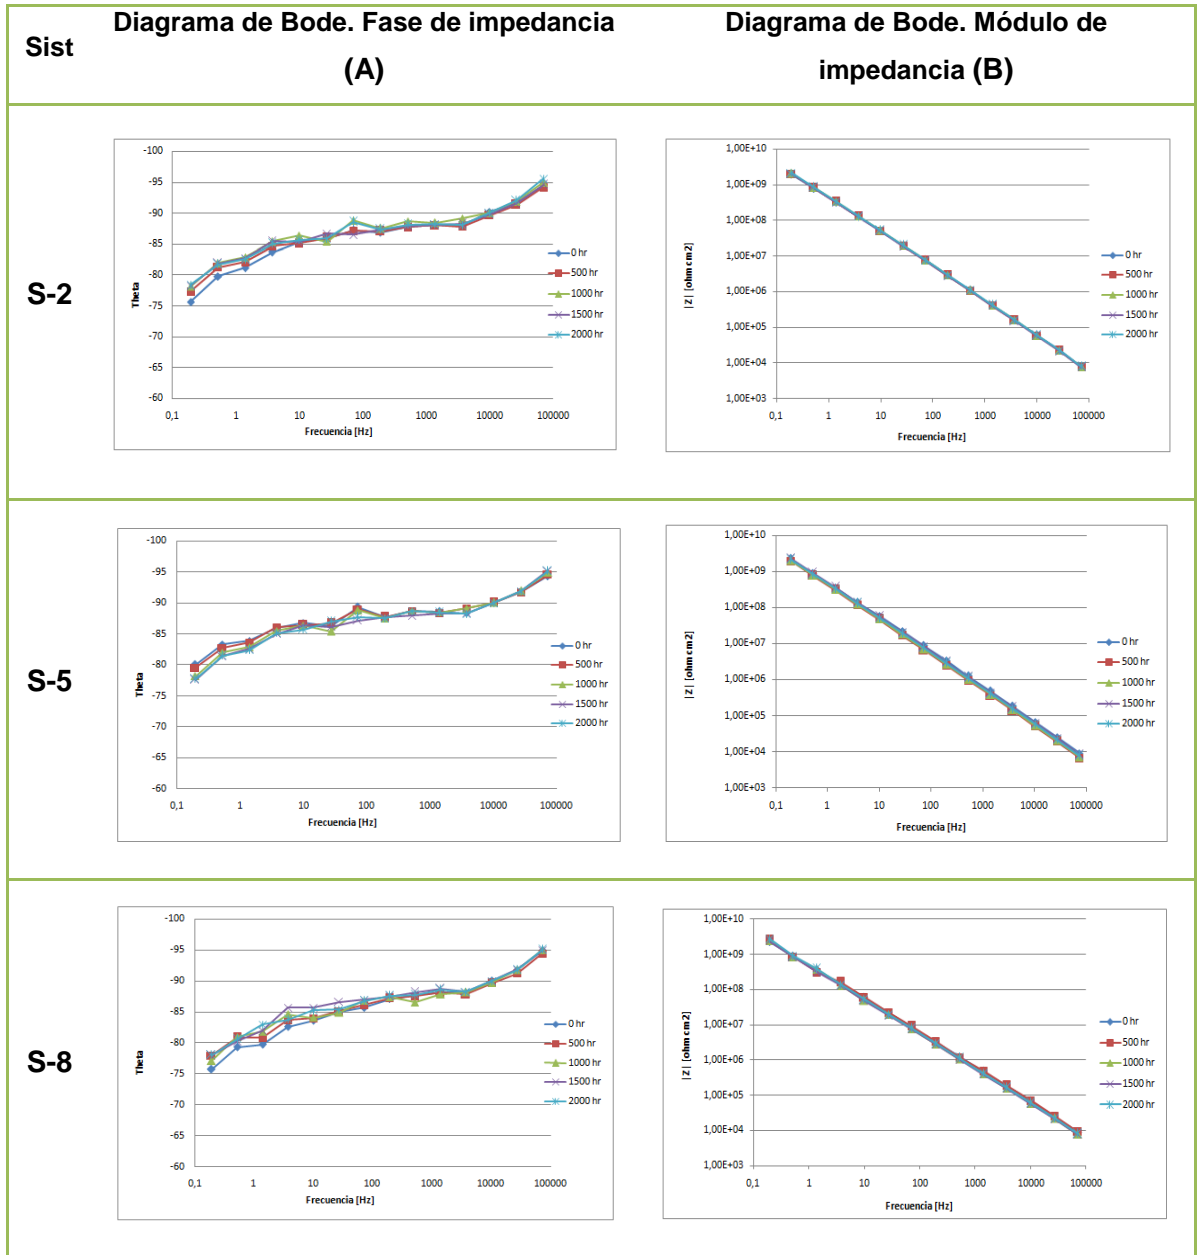 Sist
Diagrama de Bode. Fase de impedancia
(A)
Diagrama de Bode. Módulo de
impedancia (B)
S-2
-100
-95
-90
-85
-80
-75
-70
-65
-60
Theta
0,1 1 10 100 1000 10000 100000
Frecuencia [Hz]
0 hr
500 hr
1000 hr
1500 hr
2000 hr
1,00E+10
1,00E+09
1,00E+08
1,00E+07
1,00E+06
1,00E+05
1,00E+04
1,00E+03
|Z| [ohm cm2]
0,1 1 10 100 1000 10000 100000
Frecuencia [Hz]
0 hr
500 hr
1000 hr
1500 hr
2000 hr
S-5
-100
-95
-90
-85
-80
-75
-70
-65
-60
Theta
0,1 1 10 100 1000 10000 100000
Frecuencia [Hz]
0 hr
500 hr
1000 hr
1500 hr
2000 hr
1,00E+10
1,00E+09
1,00E+08
1,00E+07
1,00E+06
1,00E+05
1,00E+04
1,00E+03
|Z| [ohm cm2]
0,1 1 10 100 1000 10000 100000
Frecuencia [Hz]
0 hr
500 hr
1000 hr
1500 hr
2000 hr
S-8
-100
-95
-90
-85
-80
-75
-70
-65
-60
Theta
0,1 1 10 100 1000 10000 100000
Frecuencia [Hz]
0 hr
500 hr
1000 hr
1500 hr
2000 hr
1,00E+10
1,00E+09
1,00E+08
1,00E+07
1,00E+06
1,00E+05
1,00E+04
1,00E+03
|Z| [ohm cm2]
0,1 1 10 100 1000 10000 100000
Frecuencia [Hz]
0 hr
500 hr
1000 hr
1500 hr
2000 hr